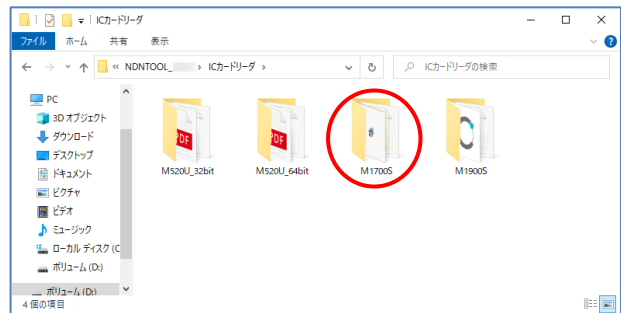 ICカードリーダ
ファイル ホーム 共有 表示
« NDNTOOL_ › ICカードリーダ ›
ICカードリーダの検索
PC
3D オブジェクト
ダウンロード
デスクトップ
ドキュメント
ピクチャ
ビデオ
ミュージック
ローカル ディスク (C
ボリューム (D:)
ボリューム (D:)
PDF
PDF
M520U_32bit M520U_64bit M1700S M1900S
4 個の項目